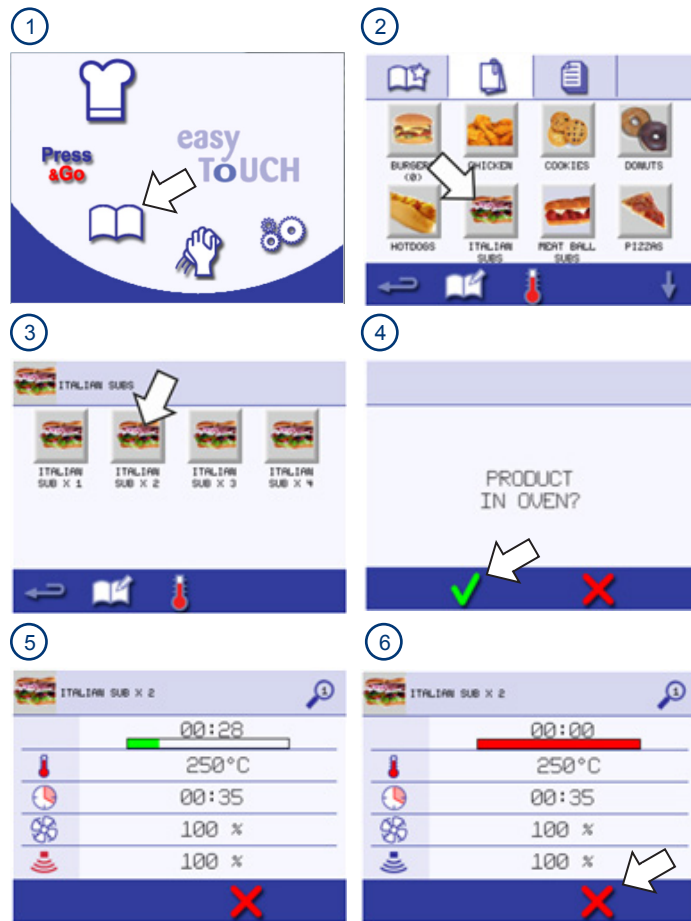 1
easy
ToUCH
Press
&Go
2
BURGER
(0)
CHICKEN
COOKIES
DONUTS
HOTDOGS
ITALIAN
SUBS
MEAT BALL
SUBS
PIZZAS
3
ITALIAN SUBS
ITALIAN
SUB X 1
ITALIAN
SUB X 2
ITALIAN
SUB X 3
ITALIAN
SUB X 4
4
PRODUCT
IN OVEN?
5
ITALIAN SUB X 2
1
00:28
250°C
00:35
100 %
100 %
6
ITALIAN SUB X 2
1
00:00
250°C
00:35
100 %
100 %